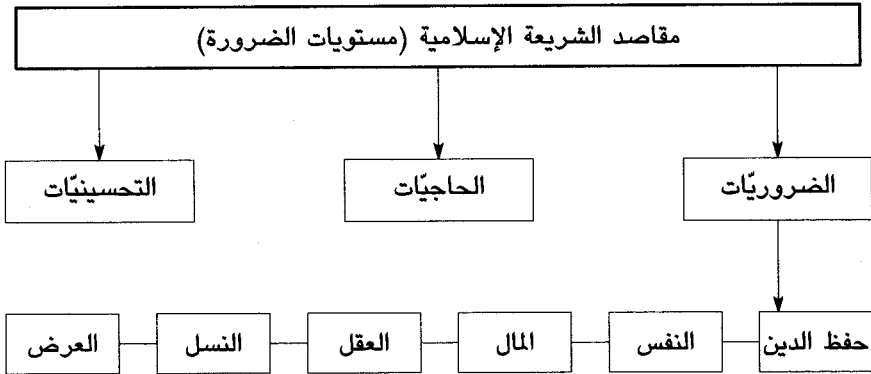 مقاصد الشريعة الإسلامية (مستويات الضرورة)
الضروريّات
الحاجيّات
التحسينيّات
حفظ الدين
النفس
المال
العقل
النسل
العرض